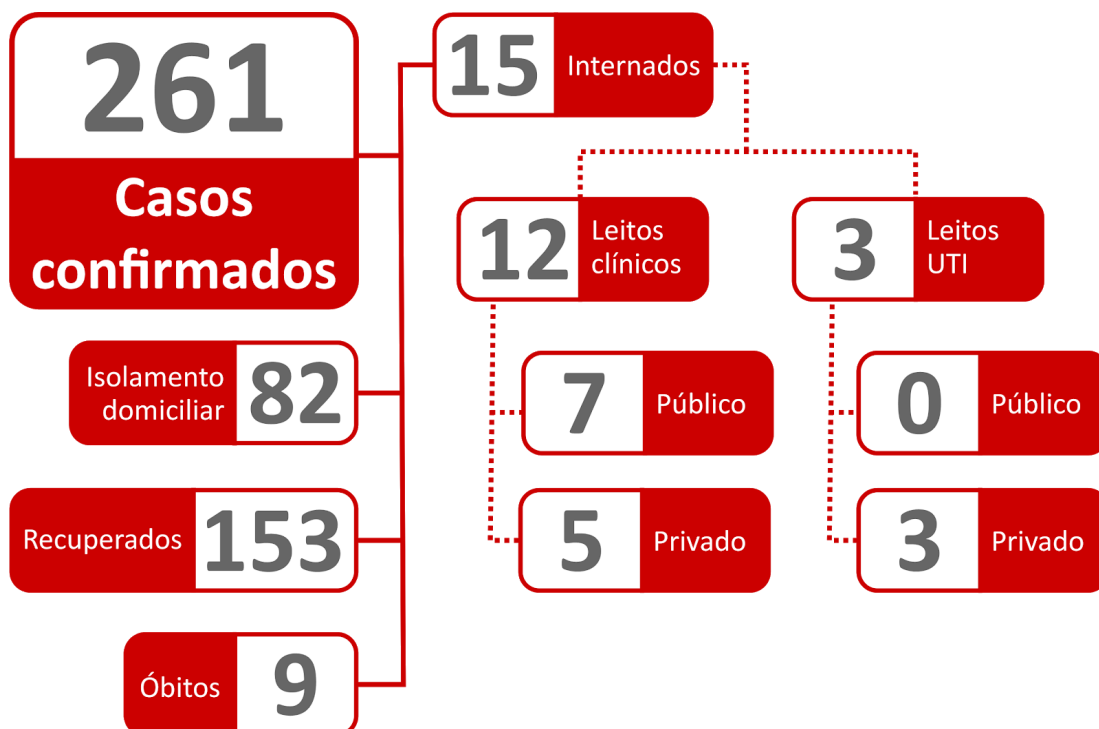 261
Casos
confirmados
15
Internados
12
Leitos
clínicos
3
Leitos
UTI
Isolamento
domiciliar
82
7
Público
0
Público
Recuperados
153
5
Privado
3
Privado
Óbitos
9